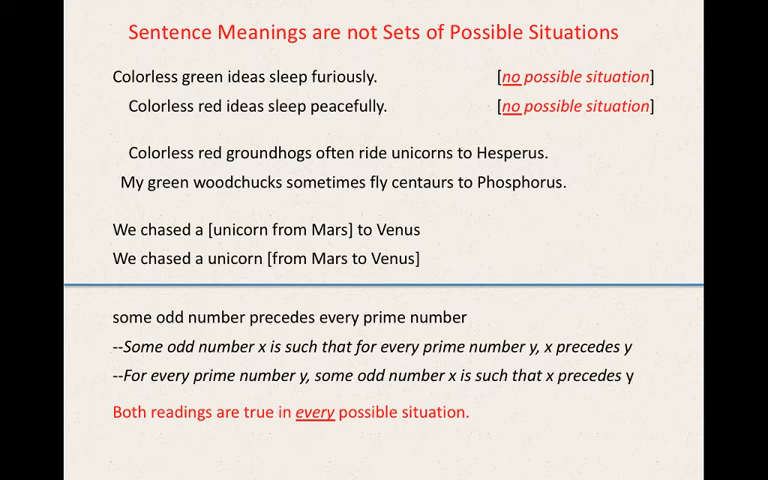 Sentence Meanings are not Sets of Possible Situations
Colorless green ideas sleep furiously. [no possible situation]
Colorless red ideas sleep peacefully. [no possible situation]
Colorless red groundhogs often ride unicorns to Hesperus.
My green woodchucks sometimes fly centaurs to Phosphorus.
We chased a [unicorn from Mars] to Venus
We chased a unicorn [from Mars to Venus]
some odd number precedes every prime number
--Some odd number x is such that for every prime number y, x precedes y
--For every prime number y, some odd number x is such that x precedes y
Both readings are true in every possible situation.